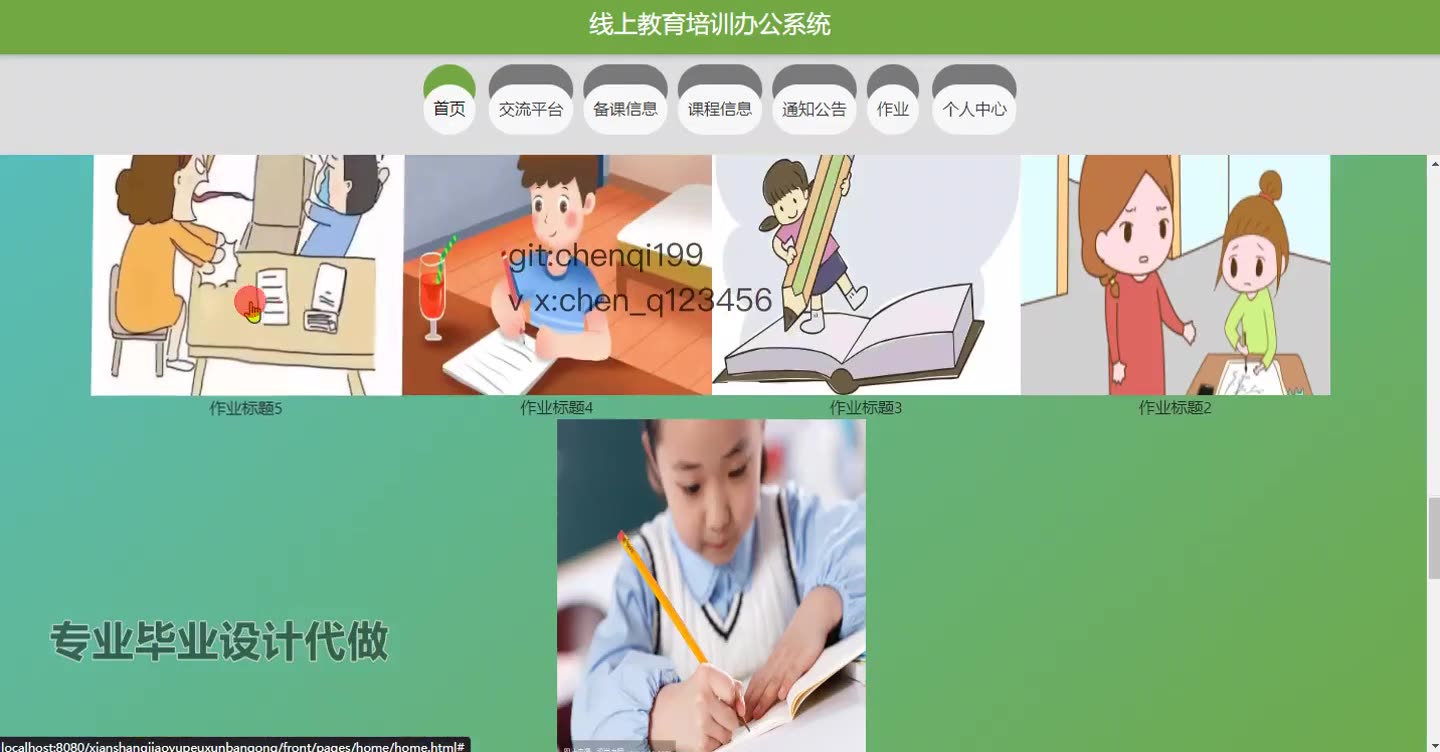 线上教育培训办公系统
首页
交流平台
备课信息
课程信息
通知公告
作业
个人中心
git:chenqi199
v x:chen_q123456
作业标题5
作业标题4
作业标题3
作业标题2
专业毕业设计代做
localhost:8080/xianshangjiaoyupeuxunbangong/front/pages/home/home.html#